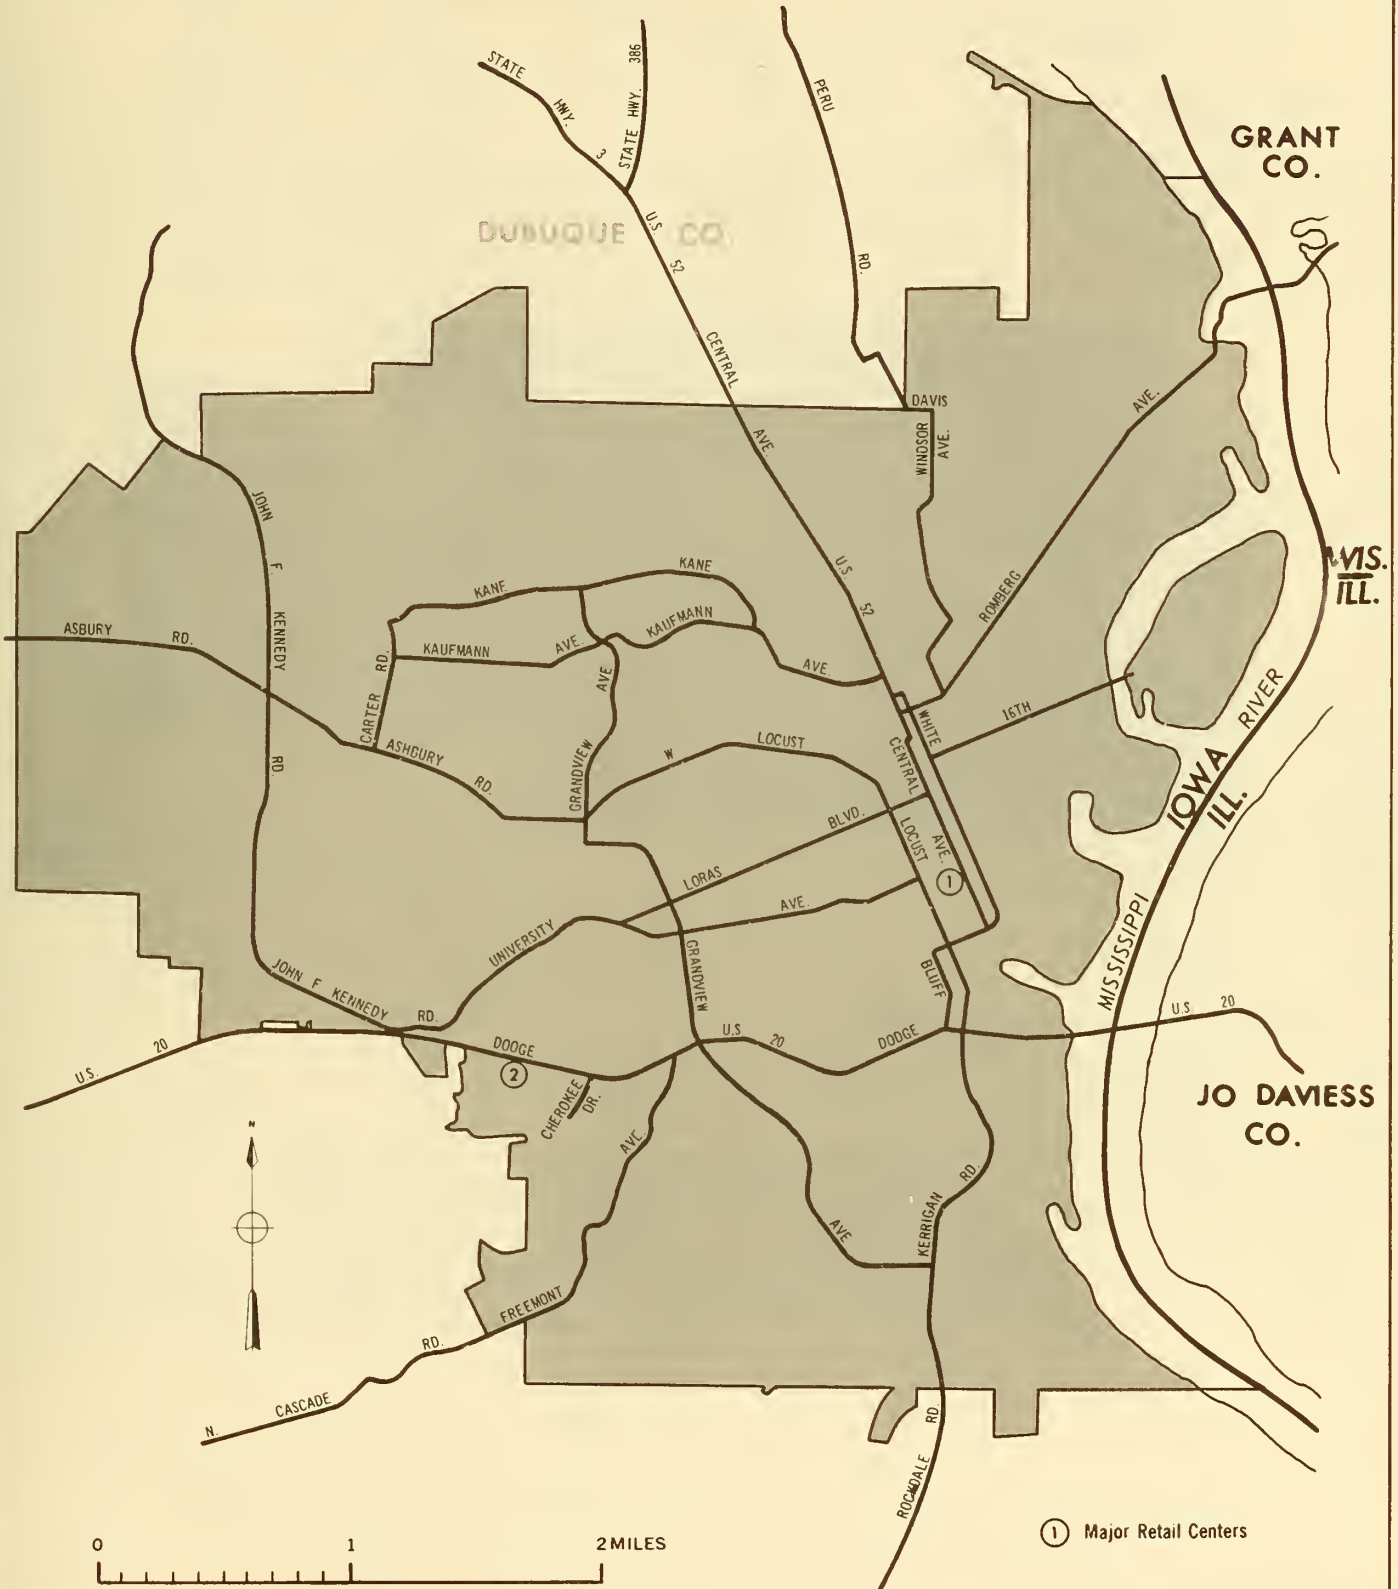 STATE HWY. 3
STATE HWY. 386
PERU RD.
GRANT
CO.
DUBUQUE CO.
U.S. 52
CENTRAL AVE.
DAVIS
WINDSOR AVE.
ROMBERG AVE.
JOHN F. KENNEDY RD.
WIS.
ILL.
U.S. 52
KANE
KANE
ASBURY RD.
KAUFMANN AVE.
KAUFMANN AVE.
CARTER RD.
GRANDVIEW AVE
ASHBURY RD.
W LOCUST
WHITE
16TH
CENTRAL AVE.
LOCUST
LORAS BLVD.
1
MISSISSIPPI RIVER
IOWA
ILL.
UNIVERSITY AVE.
GRANDVIEW AVE
BLUFF
JOHN F KENNEDY RD.
U.S. 20
DODGE
2
U.S 20
DODGE
U.S. 20
CHEROKEE DR.
JO DAVIESS
CO.
N
KERRIGAN RD.
FREEMONT AVE.
N. CASCADE RD.
ROCKDALE RD.
1 Major Retail Centers
0 1 2 MILES